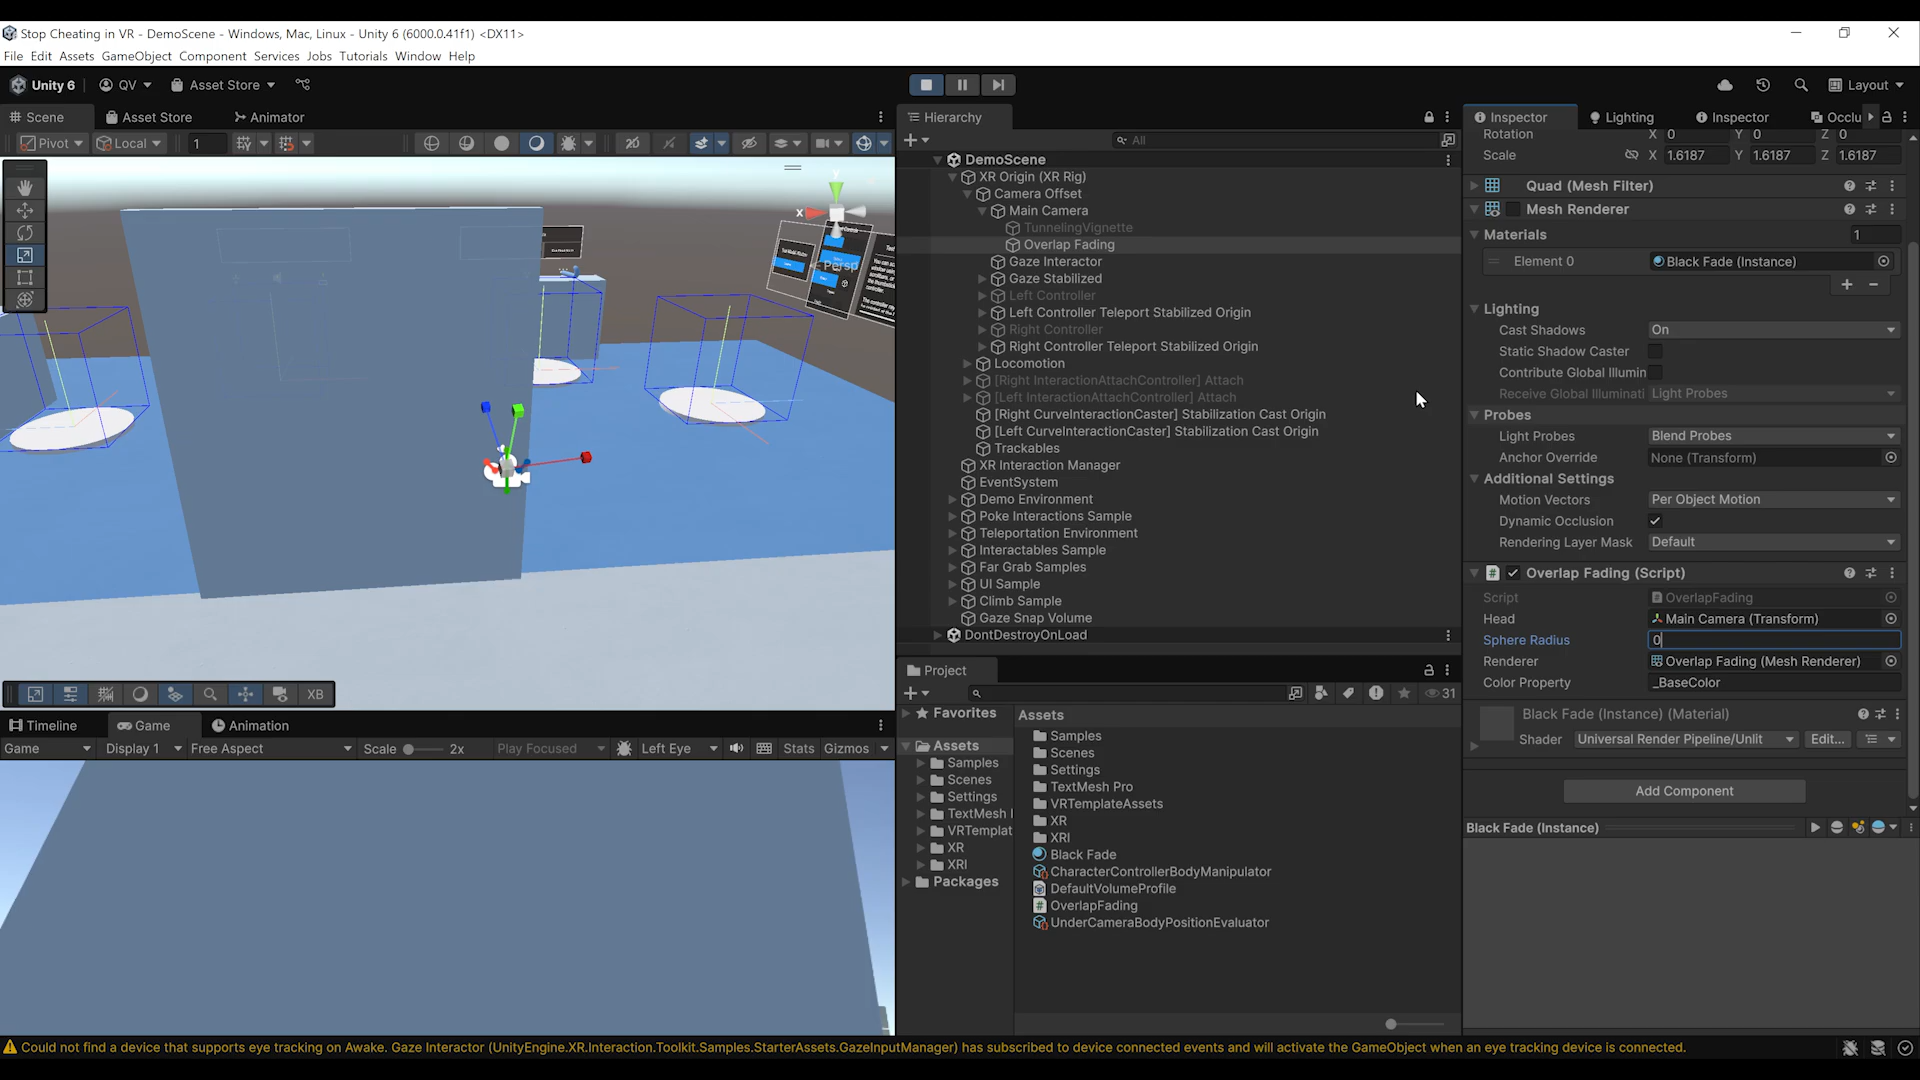 Stop Cheating in VR - DemoScene - Windows, Mac, Linux - Unity 6 (6000.0.41f1) <DX11>
File Edit Assets GameObject Component Services Jobs Tutorials Window Help
Unity 6 QV Asset Store Layout
Scene Asset Store Animator
Pivot Local 1 2D
x y Persp
XB
Timeline Game Animation
Game Display 1 Free Aspect Scale 2x Play Focused Left Eye Stats Gizmos
Hierarchy
All
DemoScene
XR Origin (XR Rig)
Camera Offset
Main Camera
TunnelingVignette
Overlap Fading
Gaze Interactor
Gaze Stabilized
Left Controller
Left Controller Teleport Stabilized Origin
Right Controller
Right Controller Teleport Stabilized Origin
Locomotion
[Right InteractionAttachController] Attach
[Left InteractionAttachController] Attach
[Right CurveInteractionCaster] Stabilization Cast Origin
[Left CurveInteractionCaster] Stabilization Cast Origin
Trackables
XR Interaction Manager
EventSystem
Demo Environment
Poke Interactions Sample
Teleportation Environment
Interactables Sample
Far Grab Samples
UI Sample
Climb Sample
Gaze Snap Volume
DontDestroyOnLoad
Project
31
Favorites
Assets
Samples
Scenes
Settings
TextMesh
VRTemplat
XR
XRI
Packages
Assets
Samples
Scenes
Settings
TextMesh Pro
VRTemplateAssets
XR
XRI
Black Fade
CharacterControllerBodyManipulator
DefaultVolumeProfile
OverlapFading
UnderCameraBodyPositionEvaluator
Inspector Lighting Inspector Occlu
Rotation X 0 Y 0 Z 0
Scale X 1.6187 Y 1.6187 Z 1.6187
Quad (Mesh Filter)
Mesh Renderer
Materials 1
Element 0 Black Fade (Instance)
Lighting
Cast Shadows On
Static Shadow Caster
Contribute Global Illumin
Receive Global Illuminati Light Probes
Probes
Light Probes Blend Probes
Anchor Override None (Transform)
Additional Settings
Motion Vectors Per Object Motion
Dynamic Occlusion
Rendering Layer Mask Default
Overlap Fading (Script)
Script OverlapFading
Head Main Camera (Transform)
Sphere Radius 0
Renderer Overlap Fading (Mesh Renderer)
Color Property _BaseColor
Black Fade (Instance) (Material)
Shader Universal Render Pipeline/Unlit Edit...
Add Component
Black Fade (Instance)
Could not find a device that supports eye tracking on Awake. Gaze Interactor (UnityEngine.XR.Interaction.Toolkit.Samples.StarterAssets.GazeInputManager) has subscribed to device connected events and will activate the GameObject when an eye tracking device is connected.